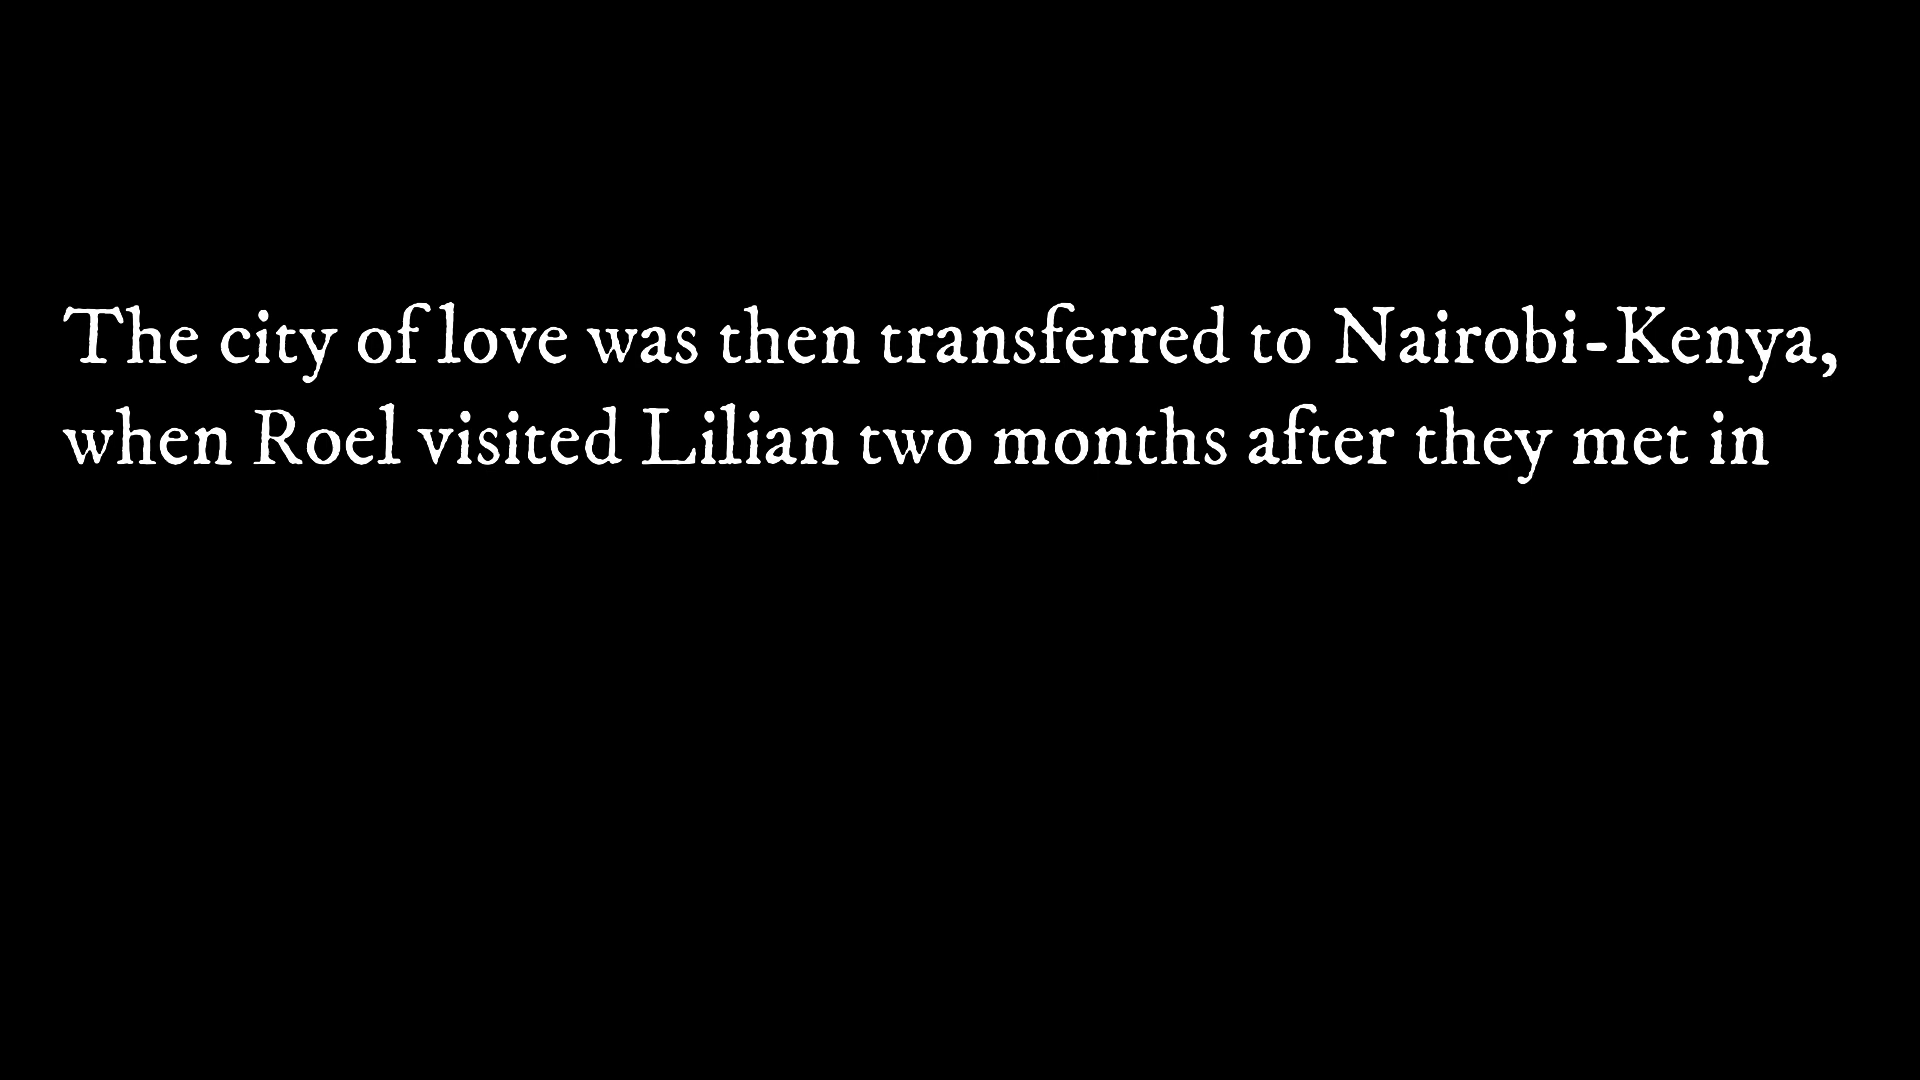 The city of love was then transferred to Nairobi-Kenya,
when Roel visited Lilian two months after they met in